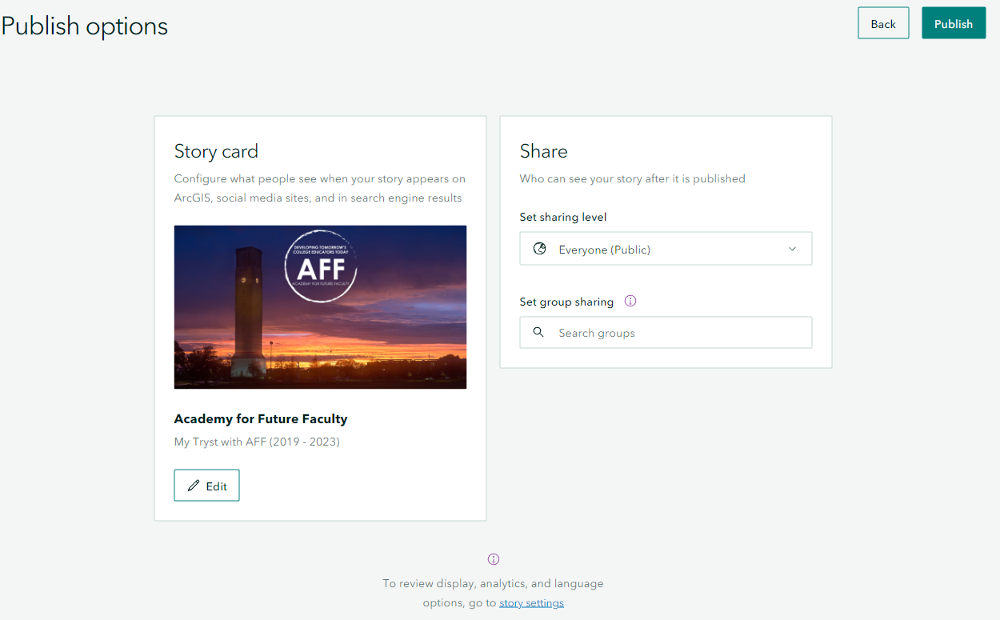 Publish options
Back
Publish
Story card
Configure what people see when your story appears on
ArcGIS, social media sites, and in search engine results
DEVELOPING TOMORROW'S
COLLEGE EDUCATORS TODAY
AFF
ACADEMY FOR FUTURE FACULTY
Academy for Future Faculty
My Tryst with AFF (2019 - 2023)
Edit
Share
Who can see your story after it is published
Set sharing level
Everyone (Public)
Set group sharing
Search groups
To review display, analytics, and language
options, go to story settings